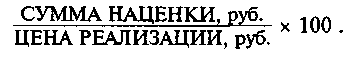 СУММА НАЦЕНКИ, руб.
ЦЕНА РЕАЛИЗАЦИИ, руб. × 100 .